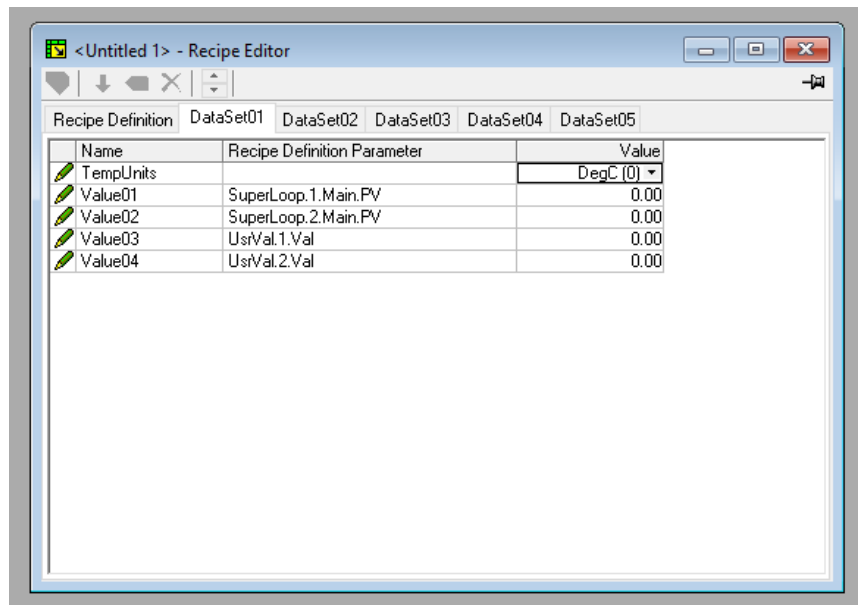 <Untitled 1> - Recipe Editor
Recipe Definition DataSet01 DataSet02 DataSet03 DataSet04 DataSet05
Name Recipe Definition Parameter Value
TempUnits DegC (0)
Value01 SuperLoop.1.Main.PV 0.00
Value02 SuperLoop.2.Main.PV 0.00
Value03 UsrVal.1.Val 0.00
Value04 UsrVal.2.Val 0.00